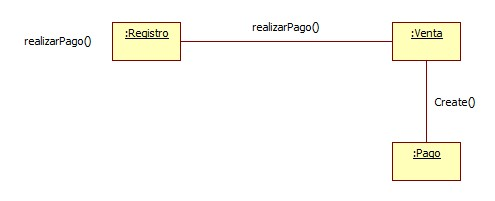 realizarPago()
:Registro
realizarPago()
:Venta
Create()
:Pago